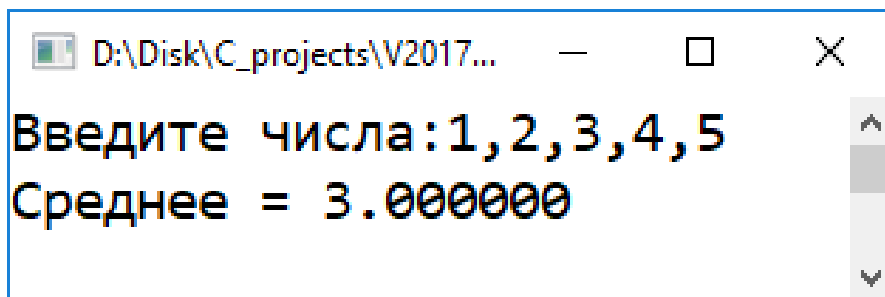 D:\Disk\C_projects\V2017...
Введите числа:1,2,3,4,5
Среднее = 3.000000